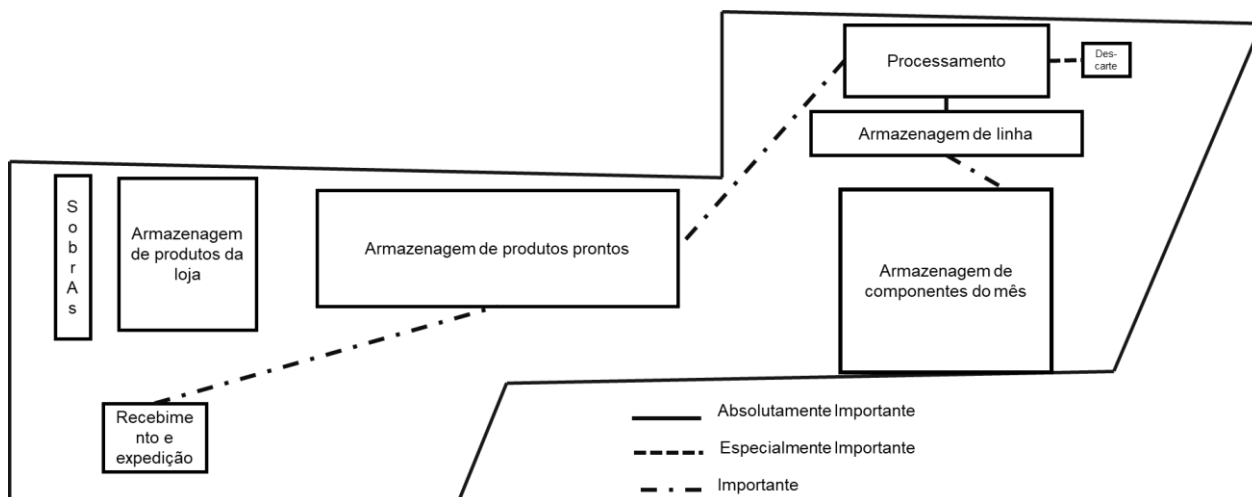 Processamento
Des-
carte
Armazenagem de linha
S
o
b
r
A
s
Armazenagem
de produtos da
loja
Armazenagem de produtos prontos
Armazenagem de
componentes do mês
Recebime
nto e
expedição
Absolutamente Importante
Especialmente Importante
Importante